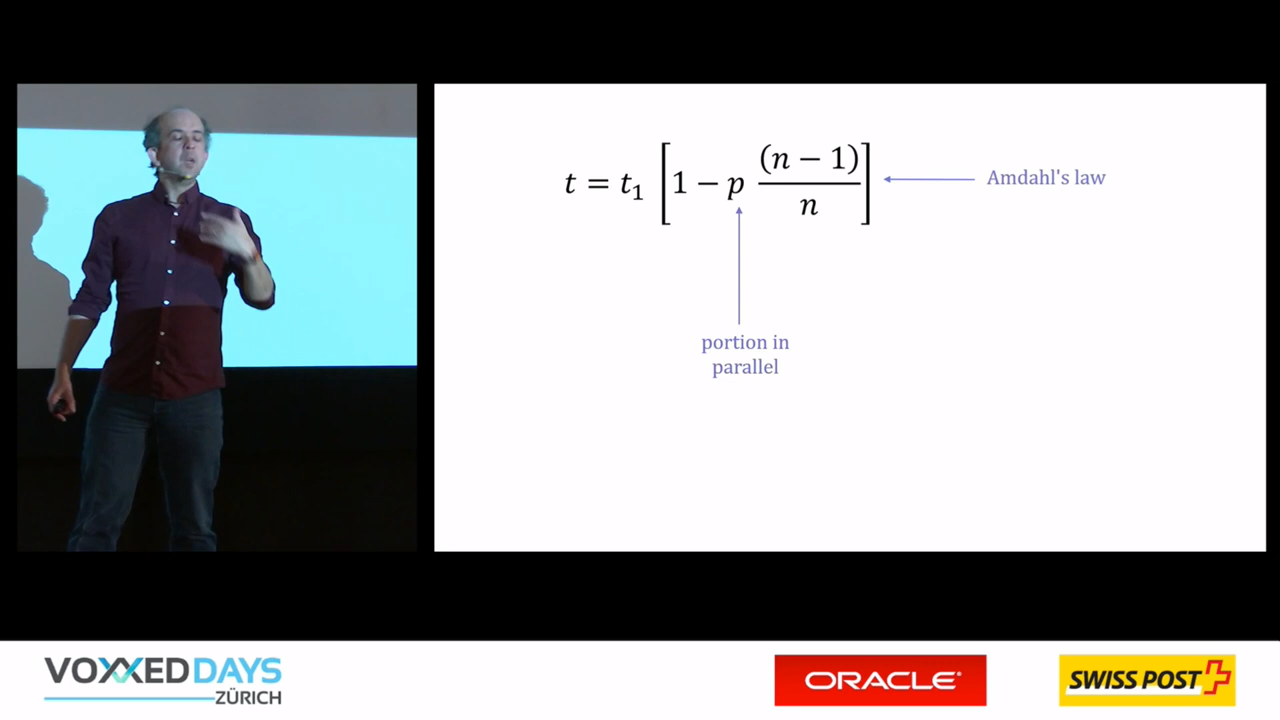 t = t₁ [1 − p (n − 1)/n]
Amdahl's law
portion in
parallel
VOXXED DAYS
ZÜRICH
ORACLE®
SWISS POST